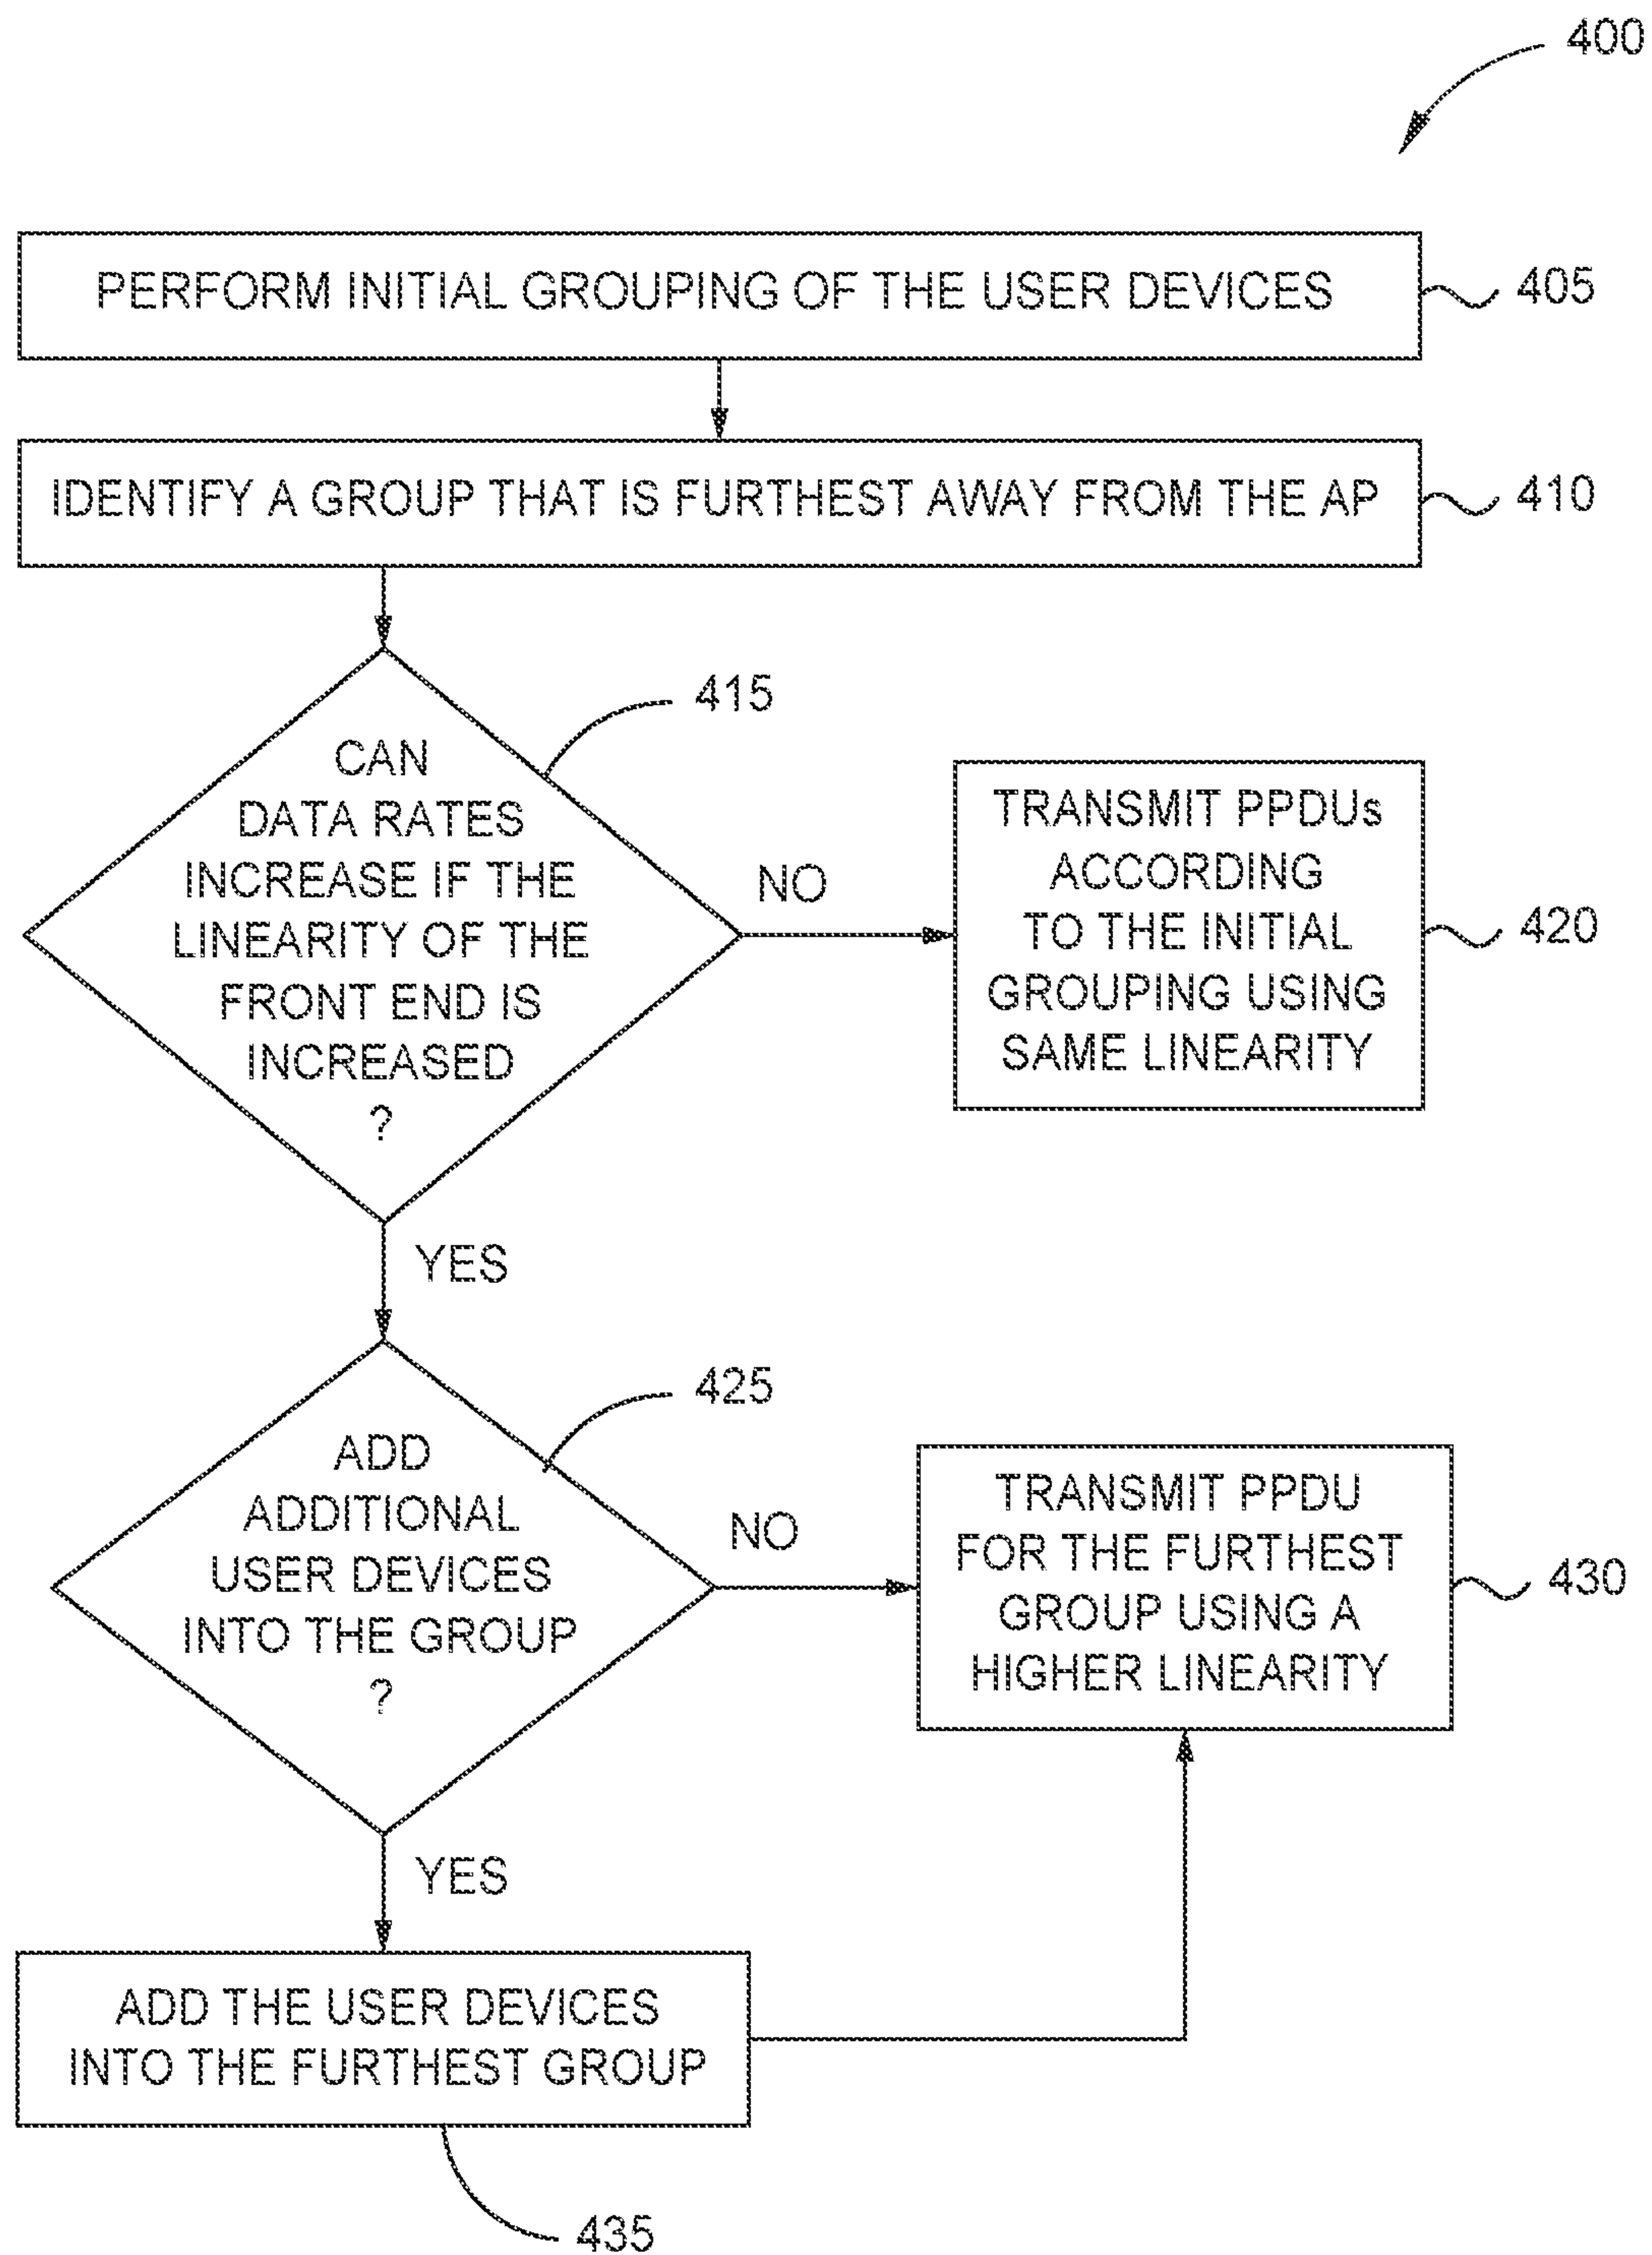 400
PERFORM INITIAL GROUPING OF THE USER DEVICES
405
IDENTIFY A GROUP THAT IS FURTHEST AWAY FROM THE AP
410
415
CAN
DATA RATES
INCREASE IF THE
LINEARITY OF THE
FRONT END IS
INCREASED
?
NO
TRANSMIT PPDUs
ACCORDING
TO THE INITIAL
GROUPING USING
SAME LINEARITY
420
YES
425
ADD
ADDITIONAL
USER DEVICES
INTO THE GROUP
?
NO
TRANSMIT PPDU
FOR THE FURTHEST
GROUP USING A
HIGHER LINEARITY
430
YES
ADD THE USER DEVICES
INTO THE FURTHEST GROUP
435